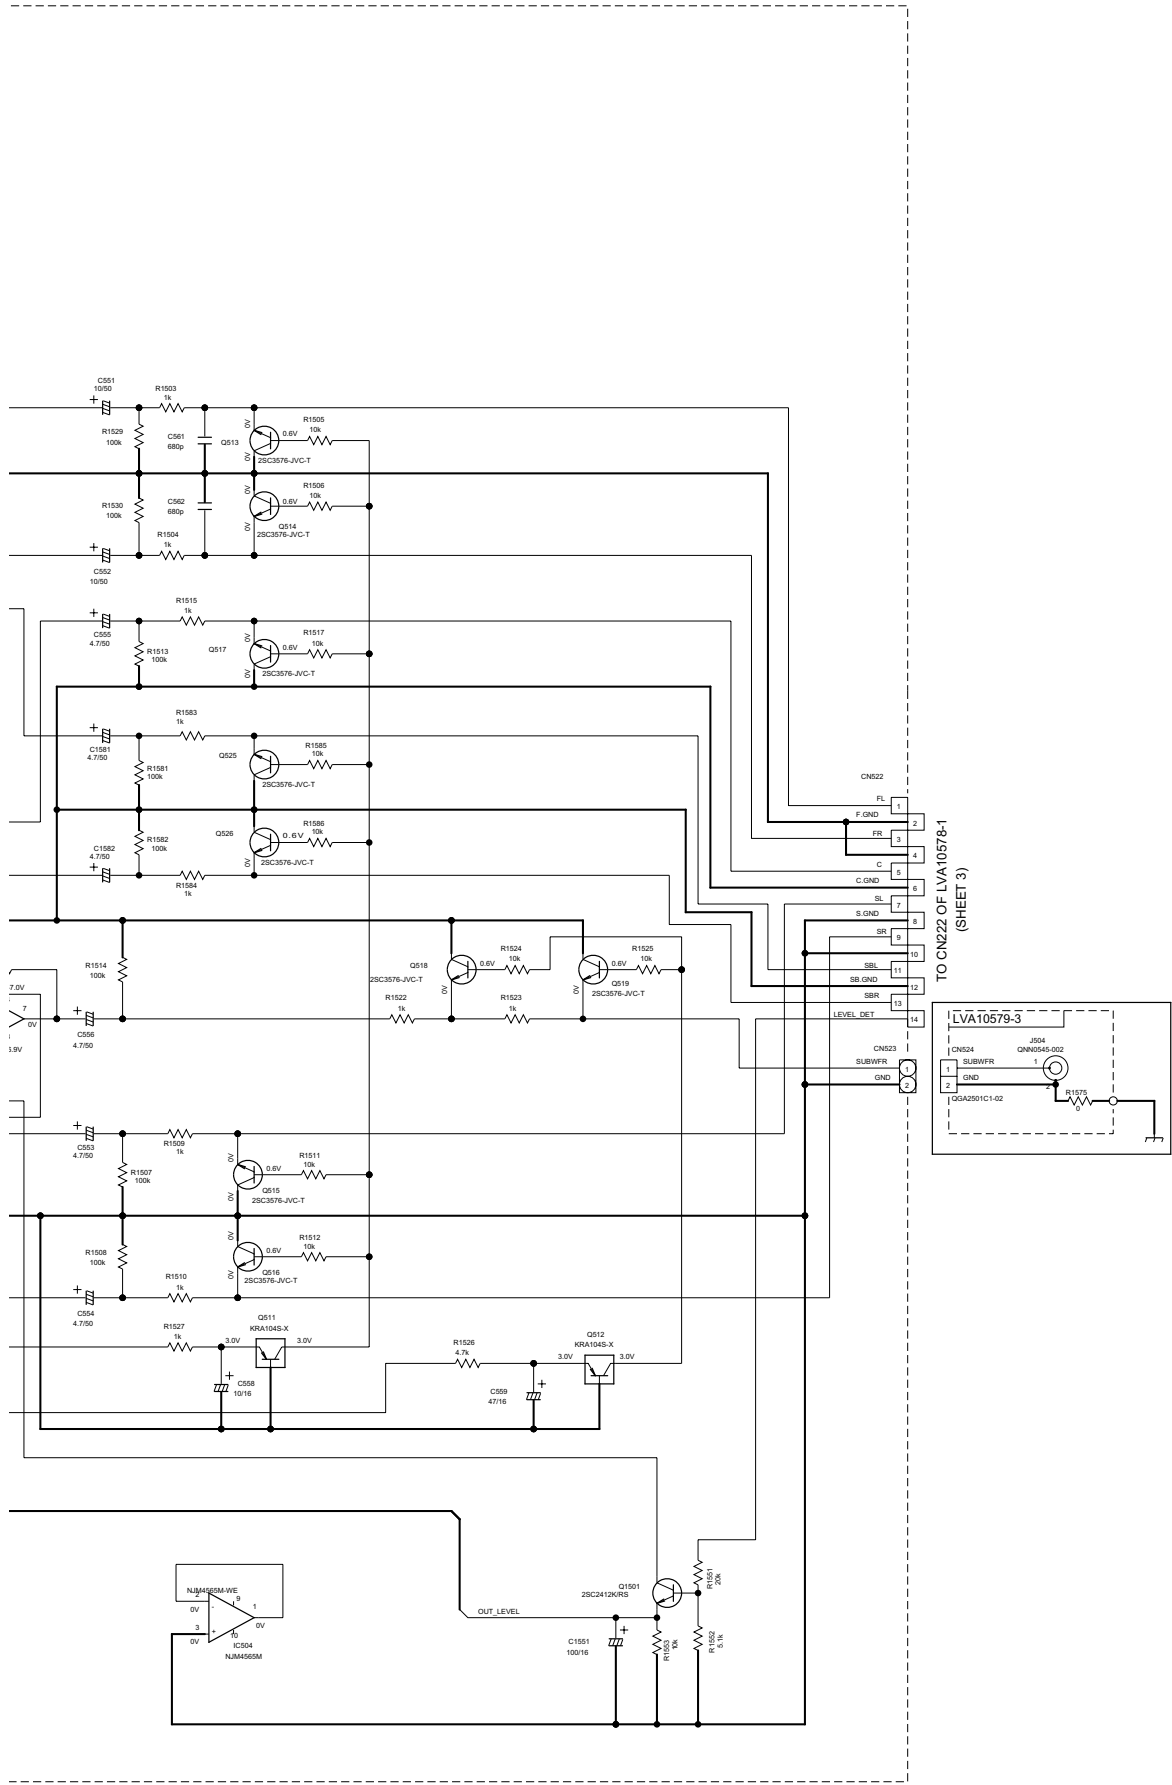 C551
10/50
R1503
1k
R1529
100k
C561
680p
Q513
0V
0V
0.6V
R1505
10k
2SC3576-JVC-T
R1530
100k
C562
680p
0V
0V
0.6V
R1506
10k
Q514
2SC3576-JVC-T
R1504
1k
C552
10/50
R1515
1k
C555
4.7/50
R1513
100k
Q517
0V
0V
0.6V
R1517
10k
2SC3576-JVC-T
R1583
1k
C1581
4.7/50
R1581
100k
Q525
R1585
10k
2SC3576-JVC-T
R1582
100k
Q526
0.6V
R1586
10k
2SC3576-JVC-T
C1582
4.7/50
R1584
1k
CN522
FL
1
F.GND
2
FR
3
4
C
5
C.GND
6
SL
7
S.GND
8
SR
9
10
SBL
11
SB.GND
12
SBR
13
LEVEL_DET
14
TO CN222 OF LVA10578-1
(SHEET 3)
R1514
100k
Q518
2SC3576-JVC-T
0V
0.6V
R1524
10k
0V
0.6V
R1525
10k
Q519
2SC3576-JVC-T
7
0V
C556
4.7/50
R1522
1k
R1523
1k
CN523
SUBWFR
1
GND
2
LVA10579-3
CN524
1
SUBWFR
2
GND
QGA2501C1-02
J504
QNN0545-002
1
2
R1575
0
C553
4.7/50
R1509
1k
R1507
100k
0V
0V
0.6V
R1511
10k
Q515
2SC3576-JVC-T
R1508
100k
0V
0V
0.6V
R1512
10k
Q516
2SC3576-JVC-T
C554
4.7/50
R1510
1k
R1527
1k
3.0V
Q511
KRA104S-X
3.0V
C558
10/16
R1526
4.7k
3.0V
Q512
KRA104S-X
3.0V
C559
47/16
NJM4565M-WE
2
0V
9
1
0V
3
0V
10
IC504
NJM4565M
OUT_LEVEL
Q1501
2SC2412K/RS
R1551
20k
R1552
5.1k
R1553
10k
C1551
100/16